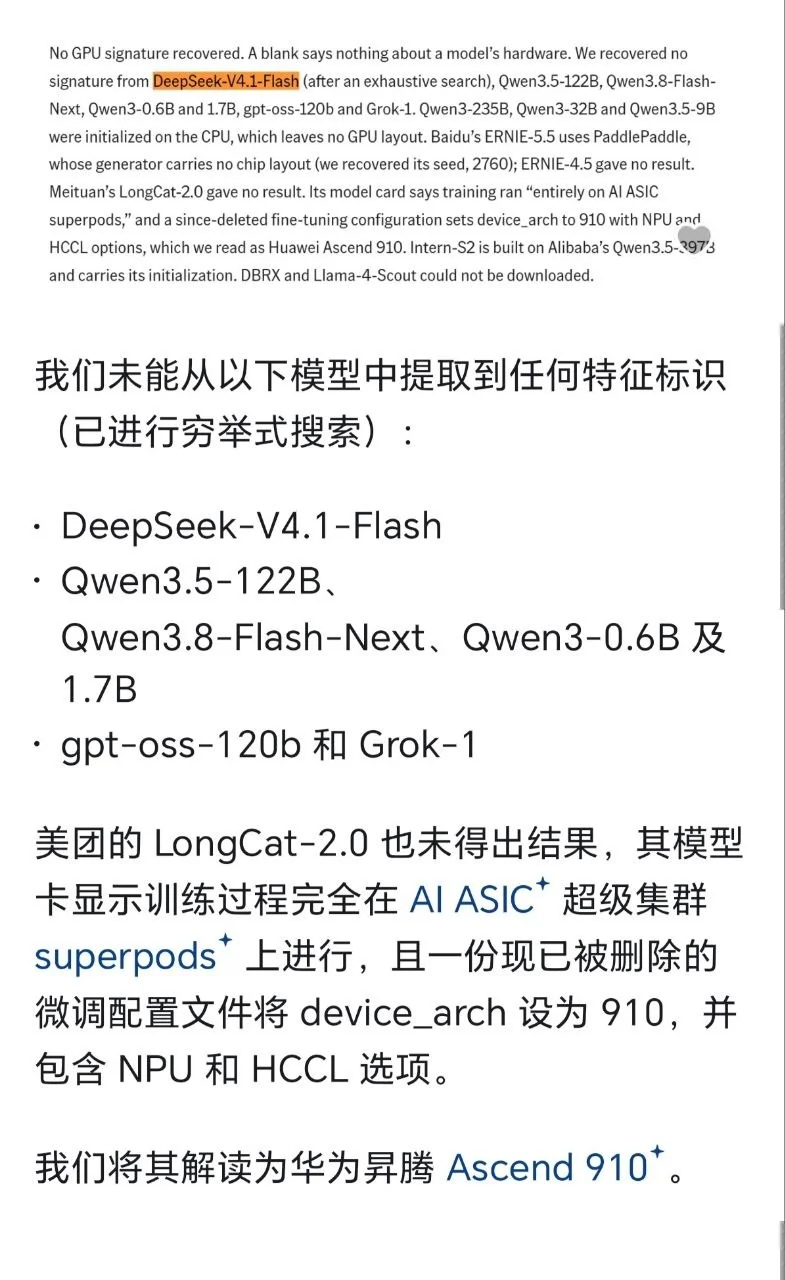 No GPU signature recovered. A blank says nothing about a model’s hardware. We recovered no
signature from DeepSeek-V4.1-Flash (after an exhaustive search), Qwen3.5-122B, Qwen3.8-Flash-
Next, Qwen3-0.6B and 1.7B, gpt-oss-120b and Grok-1. Qwen3-235B, Qwen3-32B and Qwen3.5-9B
were initialized on the CPU, which leaves no GPU layout. Baidu’s ERNIE-5.5 uses PaddlePaddle,
whose generator carries no chip layout (we recovered its seed, 2760); ERNIE-4.5 gave no result.
Meituan’s LongCat-2.0 gave no result. Its model card says training ran “entirely on AI ASIC
superpods,” and a since-deleted fine-tuning configuration sets device_arch to 910 with NPU and
HCCL options, which we read as Huawei Ascend 910. Intern-S2 is built on Alibaba’s
and carries its initialization. DBRX and Llama-4-Scout could not be downloaded.
我们未能从以下模型中提取到任何特征标识
（已进行穷举式搜索）：
· DeepSeek-V4.1-Flash
· Qwen3.5-122B、
Qwen3.8-Flash-Next、Qwen3-0.6B 及
1.7B
· gpt-oss-120b 和 Grok-1
美团的 LongCat-2.0 也未得出结果，其模型
卡显示训练过程完全在 AI ASIC 超级集群
superpods 上进行，且一份现已被删除的
微调配置文件将 device_arch 设为 910，并
包含 NPU 和 HCCL 选项。
我们将其解读为华为昇腾 Ascend 910。